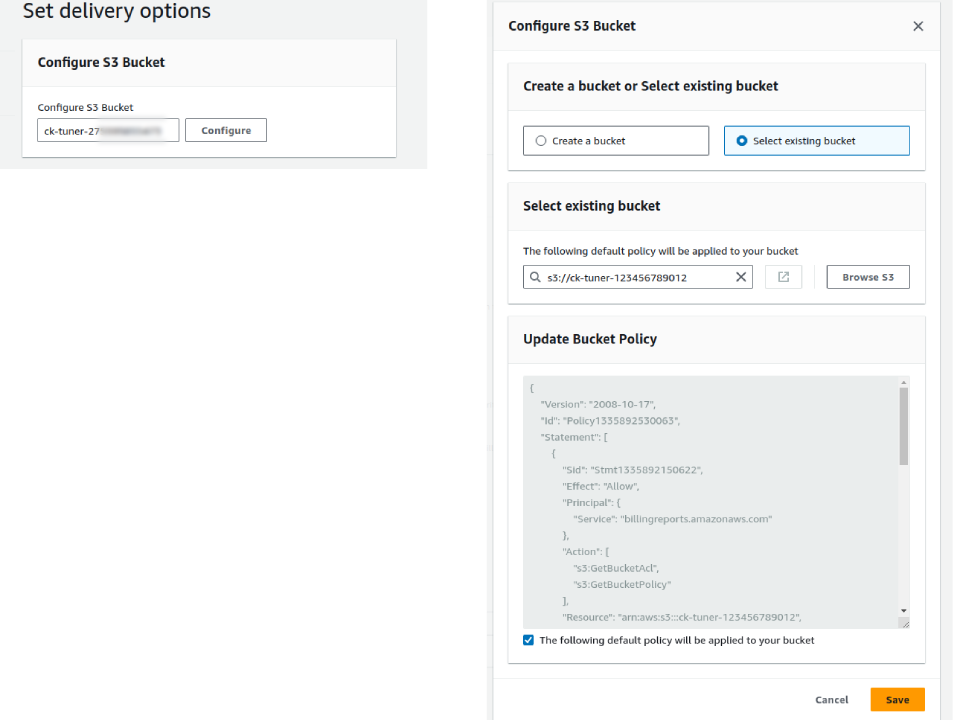 Set delivery options
Configure S3 Bucket
Configure S3 Bucket
ck-tuner-27
Configure
Configure S3 Bucket
Create a bucket or Select existing bucket
Create a bucket
Select existing bucket
Select existing bucket
The following default policy will be applied to your bucket
s3://ck-tuner-123456789012
Browse S3
Update Bucket Policy
{
"Version": "2008-10-17",
"Id": "Policy1335892530063",
"Statement": [
{
"Sid": "Stmt1335892150622",
"Effect": "Allow",
"Principal": {
"Service": "billingreports.amazonaws.com"
},
"Action": [
"s3:GetBucketAcl",
"s3:GetBucketPolicy"
],
"Resource": "arn:aws:s3:::ck-tuner-123456789012",
The following default policy will be applied to your bucket
Cancel
Save